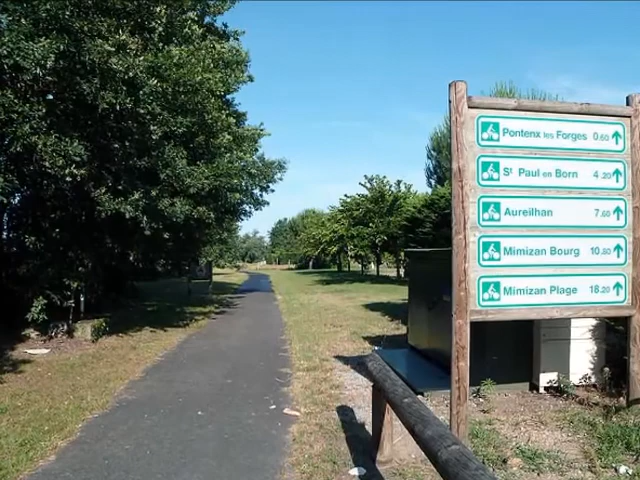 Pontenx les Forges 0.60
St Paul en Born 4.20
Aureilhan 7.60
Mimizan Bourg 10.50
Mimizan Plage 18.20